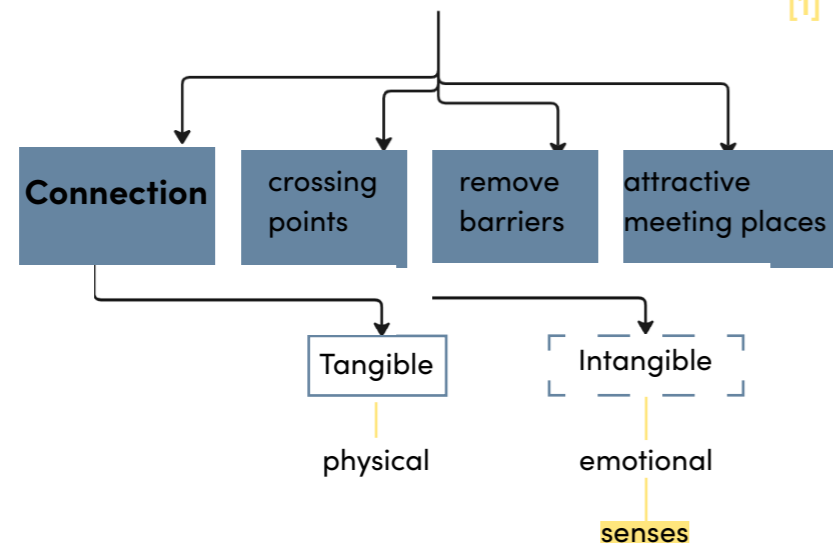 [1]
Connection
crossing
points
remove
barriers
attractive
meeting places
Tangible
Intangible
physical
emotional
senses